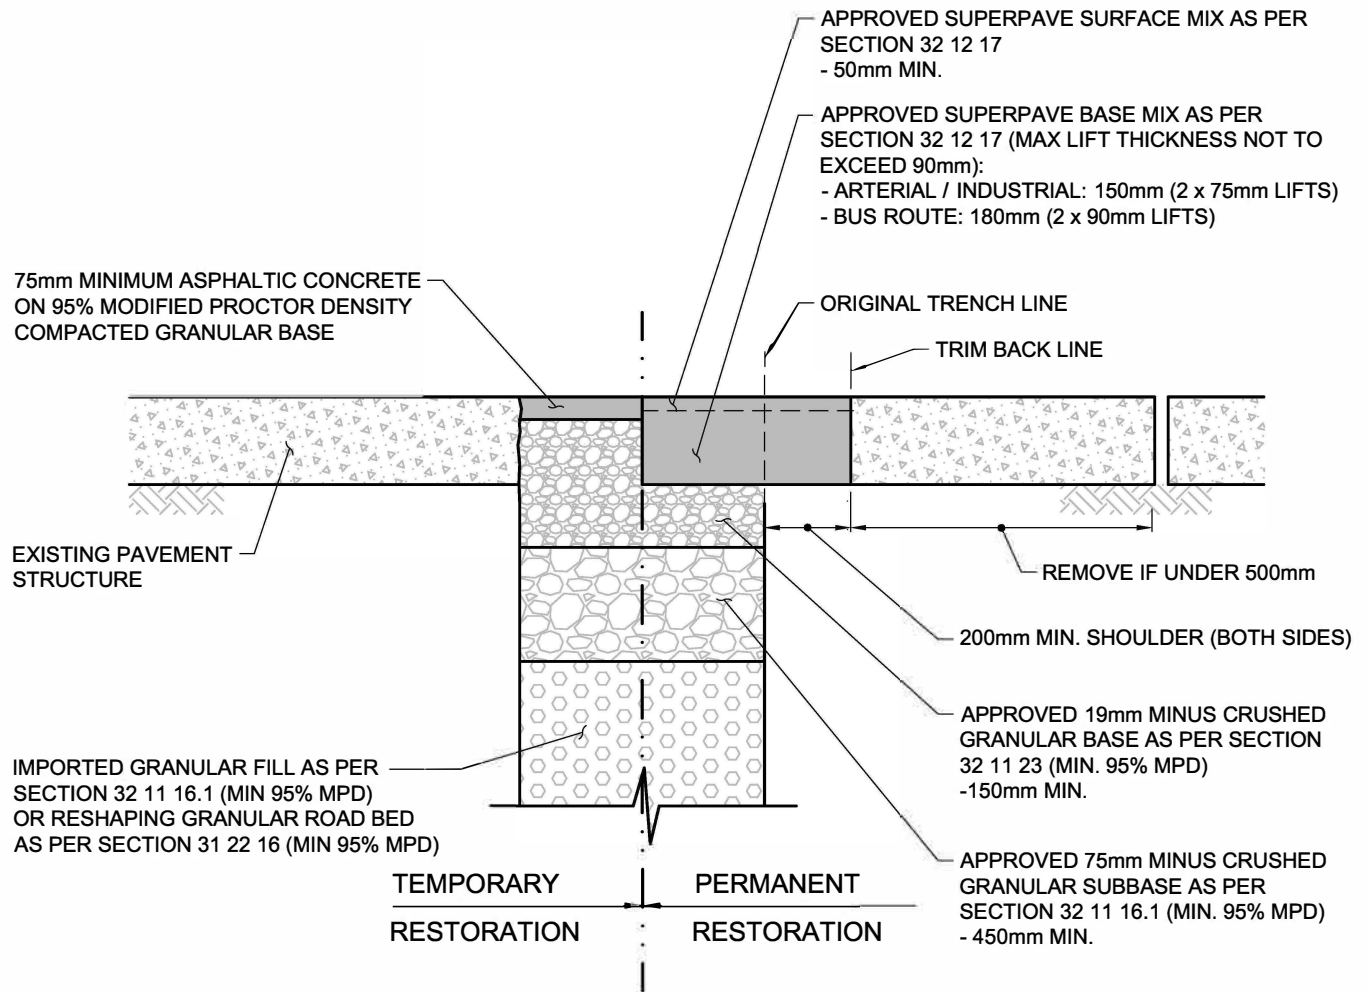 APPROVED SUPERPAVE SURFACE MIX AS PER
SECTION 32 12 17
- 50mm MIN.
APPROVED SUPERPAVE BASE MIX AS PER
SECTION 32 12 17 (MAX LIFT THICKNESS NOT TO
EXCEED 90mm):
- ARTERIAL / INDUSTRIAL: 150mm (2 x 75mm LIFTS)
- BUS ROUTE: 180mm (2 x 90mm LIFTS)
75mm MINIMUM ASPHALTIC CONCRETE
ON 95% MODIFIED PROCTOR DENSITY
COMPACTED GRANULAR BASE
ORIGINAL TRENCH LINE
TRIM BACK LINE
EXISTING PAVEMENT
STRUCTURE
REMOVE IF UNDER 500mm
200mm MIN. SHOULDER (BOTH SIDES)
APPROVED 19mm MINUS CRUSHED
GRANULAR BASE AS PER SECTION
32 11 23 (MIN. 95% MPD)
-150mm MIN.
IMPORTED GRANULAR FILL AS PER
SECTION 32 11 16.1 (MIN 95% MPD)
OR RESHAPING GRANULAR ROAD BED
AS PER SECTION 31 22 16 (MIN 95% MPD)
APPROVED 75mm MINUS CRUSHED
GRANULAR SUBBASE AS PER
SECTION 32 11 16.1 (MIN. 95% MPD)
- 450mm MIN.
TEMPORARY
RESTORATION
PERMANENT
RESTORATION